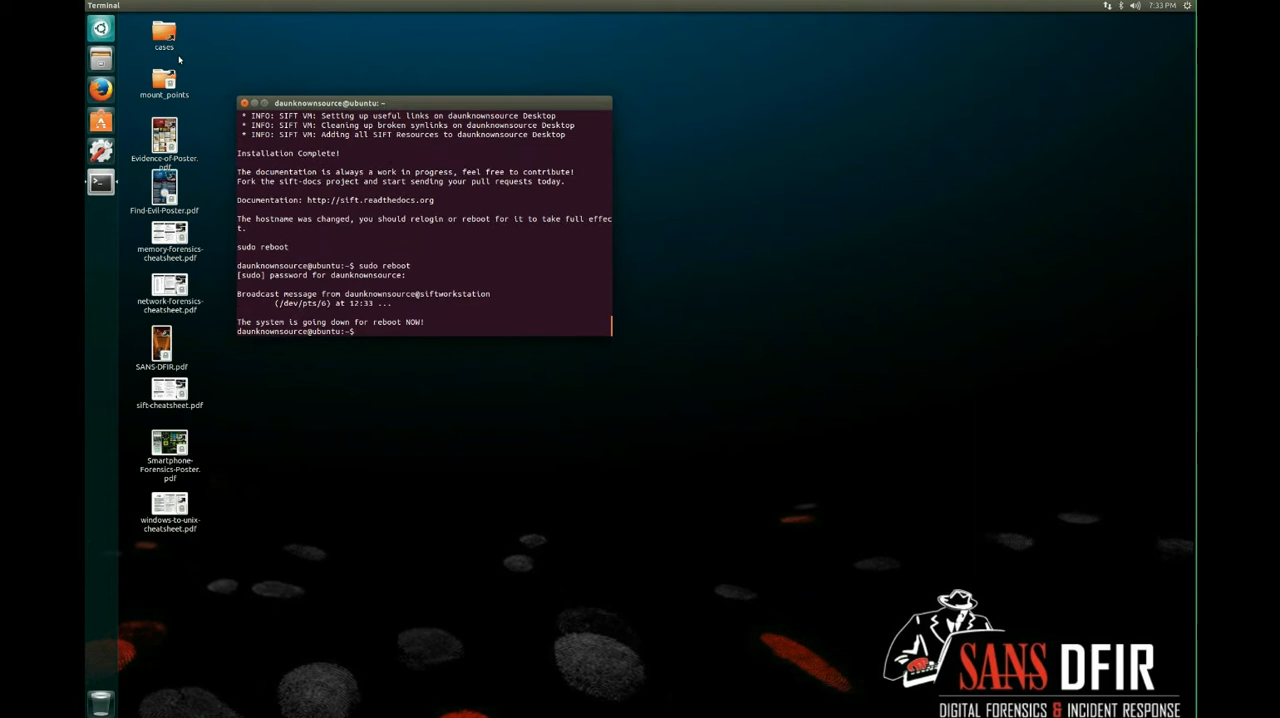 Terminal
7:33 PM
cases
mount_points
Evidence-of-Poster.
pdf
Find-Evil-Poster.pdf
memory-forensics-
cheatsheet.pdf
network-forensics-
cheatsheet.pdf
SANS-DFIR.pdf
sift-cheatsheet.pdf
Smartphone-
Forensics-Poster.
pdf
windows-to-unix-
cheatsheet.pdf
daunknownsource@ubuntu: ~
* INFO: SIFT VM: Setting up useful links on daunknownsource Desktop
* INFO: SIFT VM: Cleaning up broken symlinks on daunknownsource Desktop
* INFO: SIFT VM: Adding all SIFT Resources to daunknownsource Desktop
Installation Complete!
The documentation is always a work in progress, feel free to contribute!
Fork the sift-docs project and start sending your pull requests today.
Documentation: http://sift.readthedocs.org
The hostname was changed, you should relogin or reboot for it to take full effec
t.
sudo reboot
daunknownsource@ubuntu:~$ sudo reboot
[sudo] password for daunknownsource:
Broadcast message from daunknownsource@siftworkstation
(/dev/pts/6) at 12:33 ...
The system is going down for reboot NOW!
daunknownsource@ubuntu:~$
SANS DFIR
DIGITAL FORENSICS & INCIDENT RESPONSE